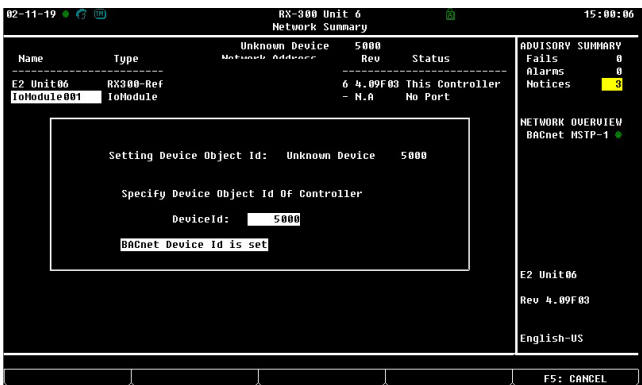 02-11-19 RX-300 Unit 6 15:00:06
Network Summary
Unknown Device 5000
Name Type Network Address Rev Status
E2 Unit06 RX300-Ref 6 4.09F03 This Controller
IoModule001 IoModule - N.A No Port
Setting Device Object Id: Unknown Device 5000
Specify Device Object Id Of Controller
DeviceId: 5000
BACnet Device Id is set
ADVISORY SUMMARY
Fails 0
Alarms 0
Notices 3
NETWORK OVERVIEW
BACnet MSTP-1
E2 Unit06
Rev 4.09F03
English-US
F5: CANCEL